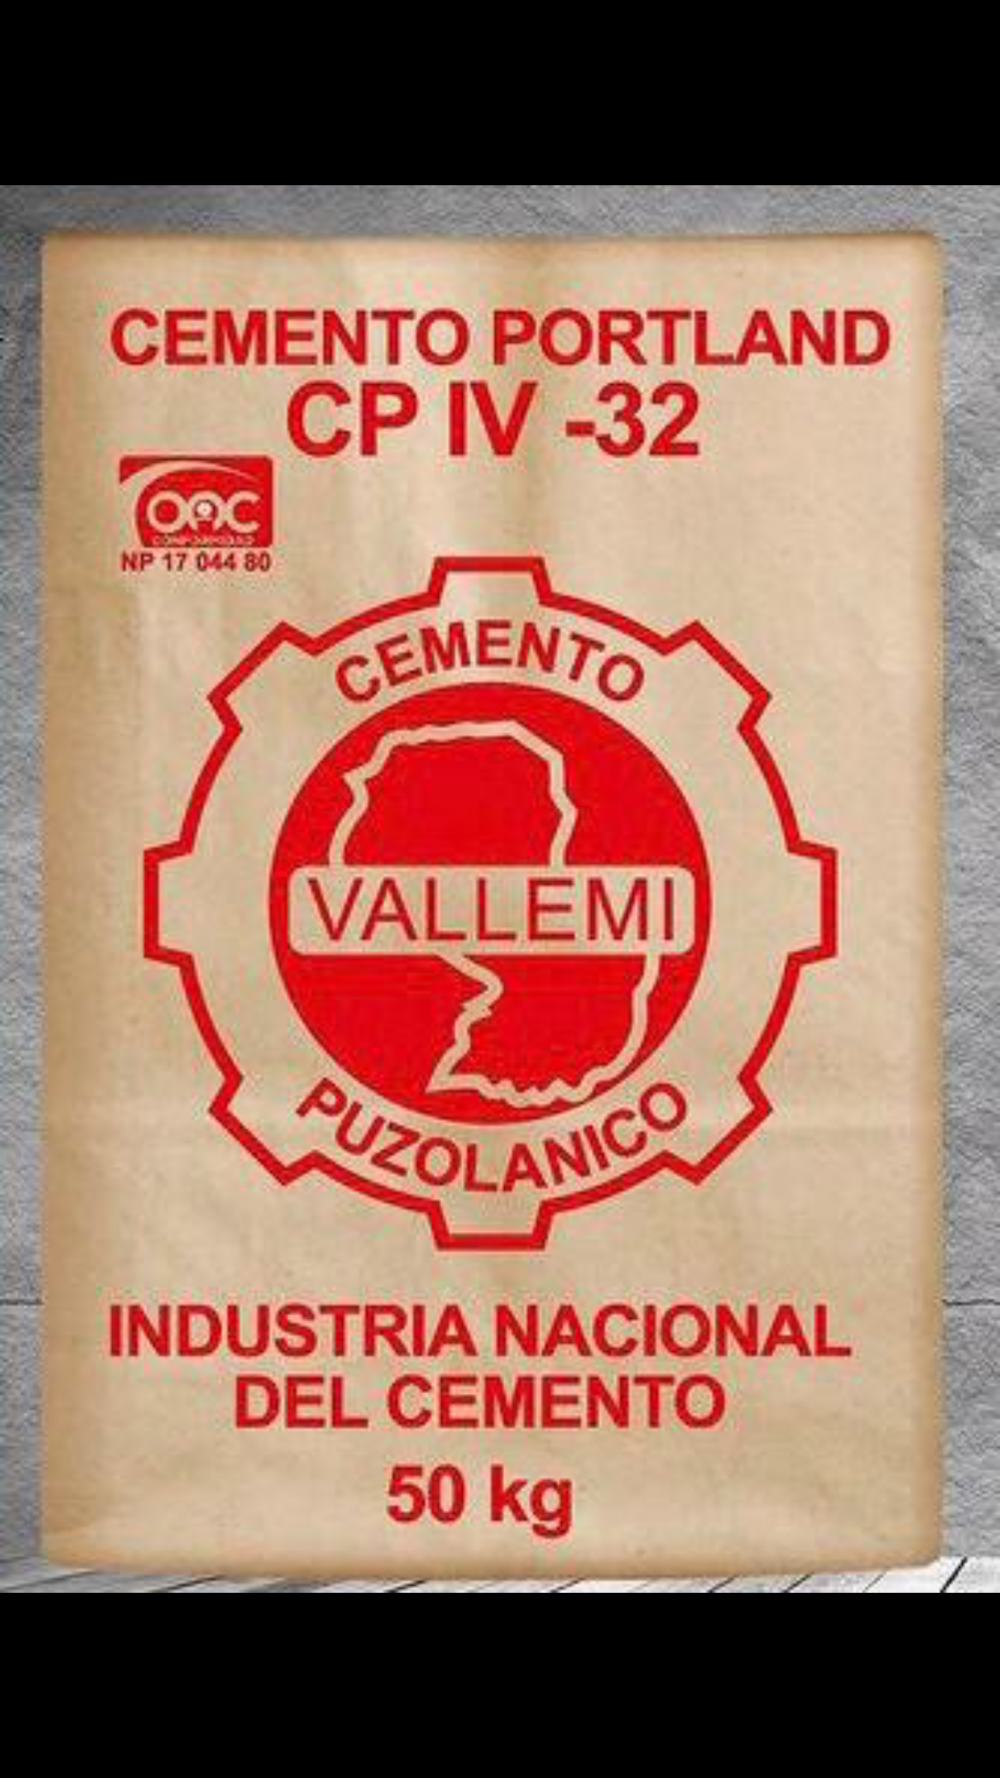 CEMENTO PORTLAND
CP IV -32
OAC
NP 17 044 80
CEMENTO
VALLEMI
PUZOLANICO
INDUSTRIA NACIONAL
DEL CEMENTO
50 kg